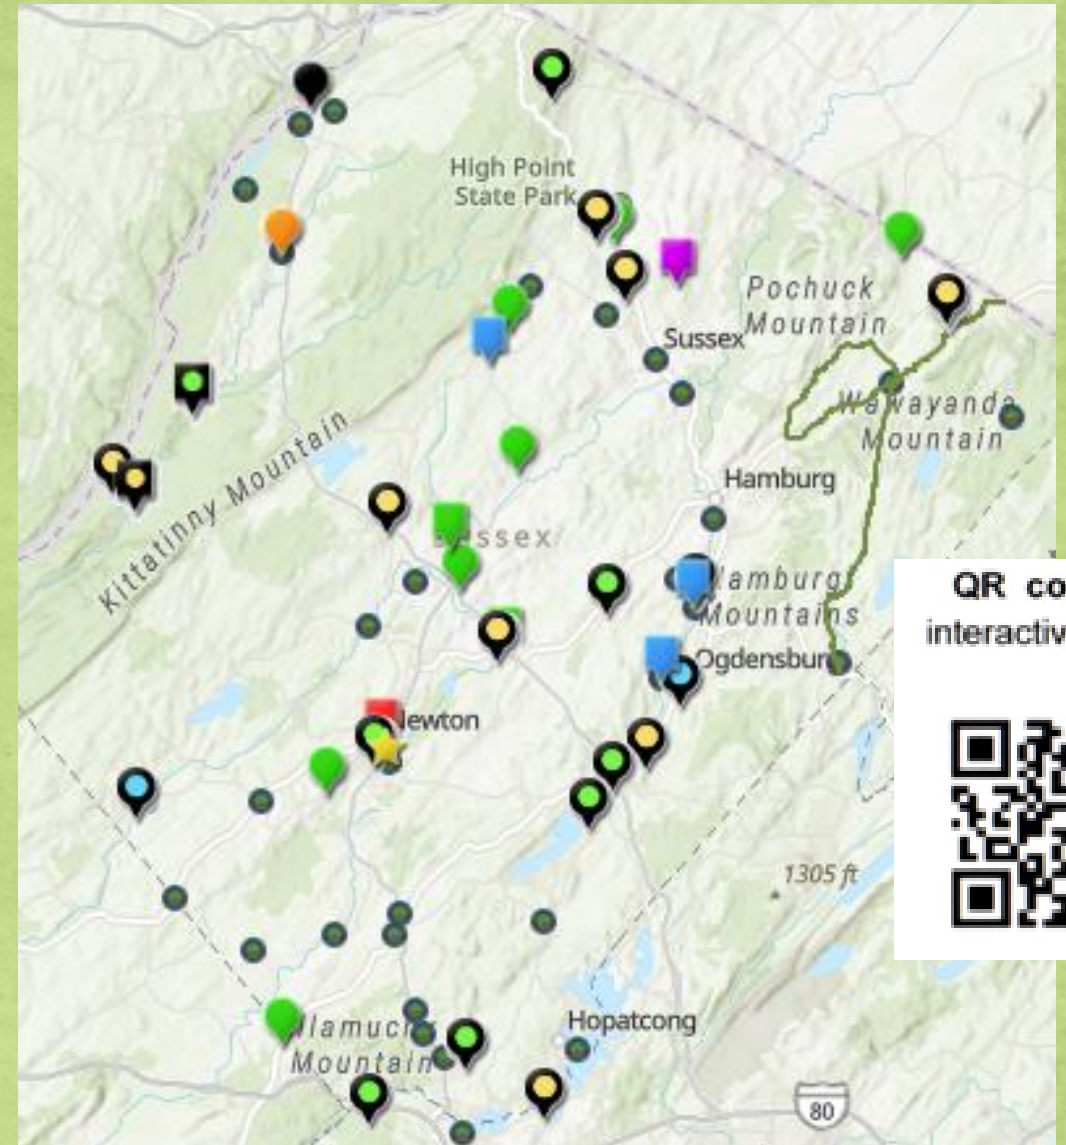 High Point
State Park
Pochuck
Mountain
Sussex
Wawayanda
Mountain
Kittatinny Mountain
Hamburg
Sussex
Hamburg
Mountains
QR co
interactiv
Ogdensburg
Newton
1305 ft
Hopatcong
Allamuchy
Mountain
80